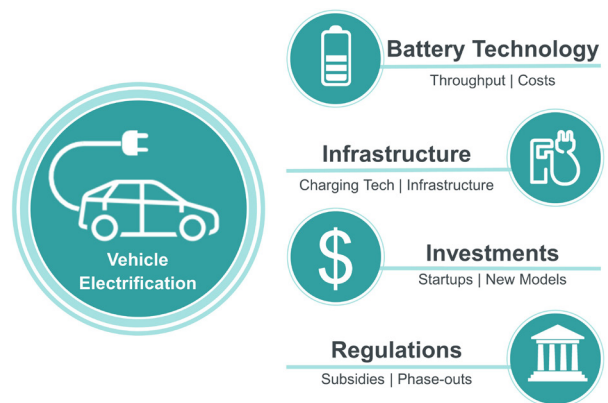 Vehicle
Electrification
Battery Technology
Throughput | Costs
Infrastructure
Charging Tech | Infrastructure
$
Investments
Startups | New Models
Regulations
Subsidies | Phase-outs